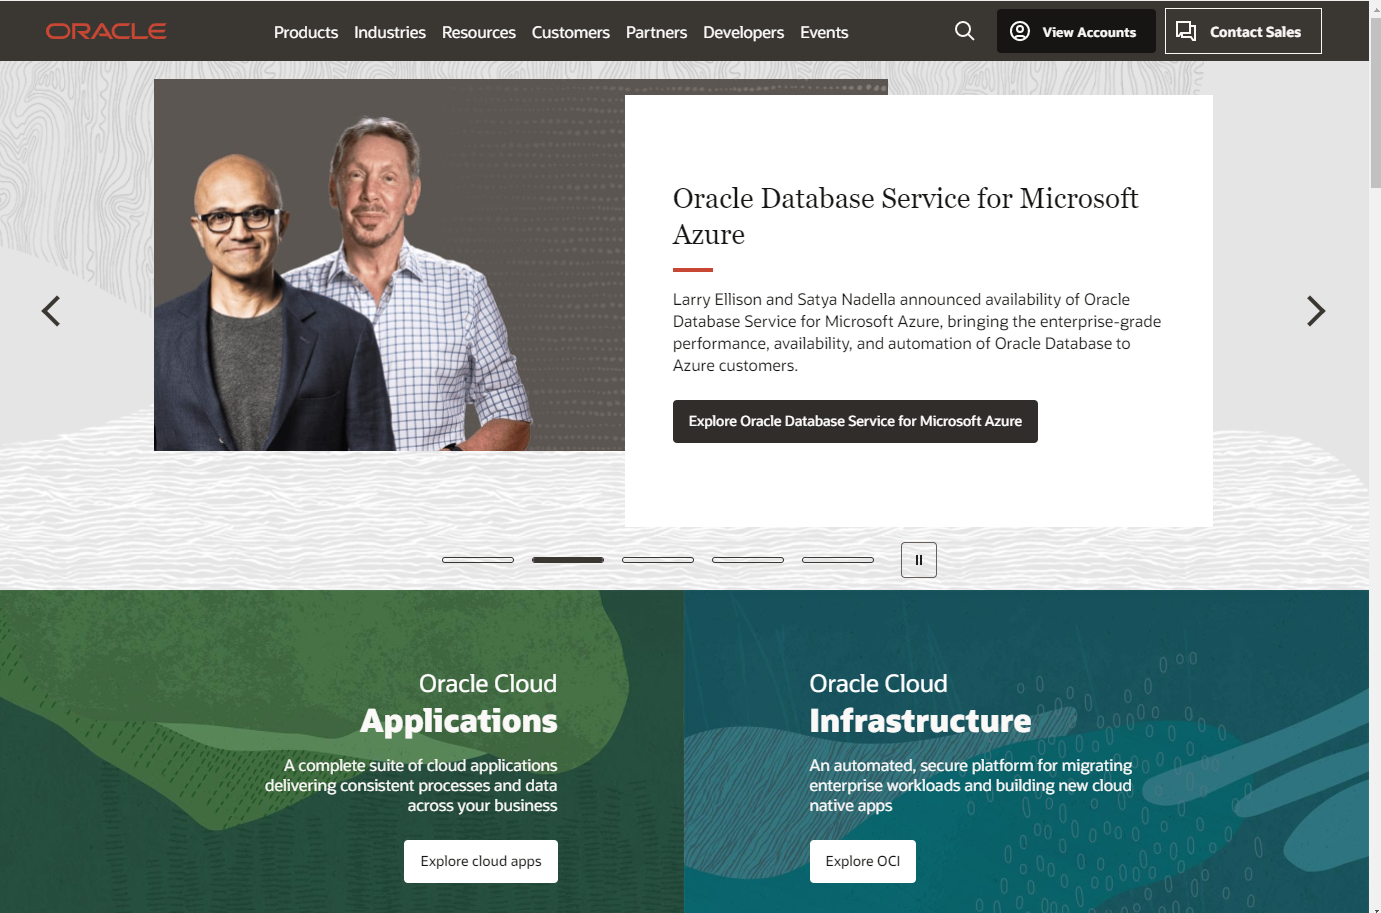 ORACLE
Products Industries Resources Customers Partners Developers Events
View Accounts
Contact Sales
Oracle Database Service for Microsoft
Azure
Larry Ellison and Satya Nadella announced availability of Oracle
Database Service for Microsoft Azure, bringing the enterprise-grade
performance, availability, and automation of Oracle Database to
Azure customers.
Explore Oracle Database Service for Microsoft Azure
Oracle Cloud
Applications
A complete suite of cloud applications
delivering consistent processes and data
across your business
Explore cloud apps
Oracle Cloud
Infrastructure
An automated, secure platform for migrating
enterprise workloads and building new cloud
native apps
Explore OCI